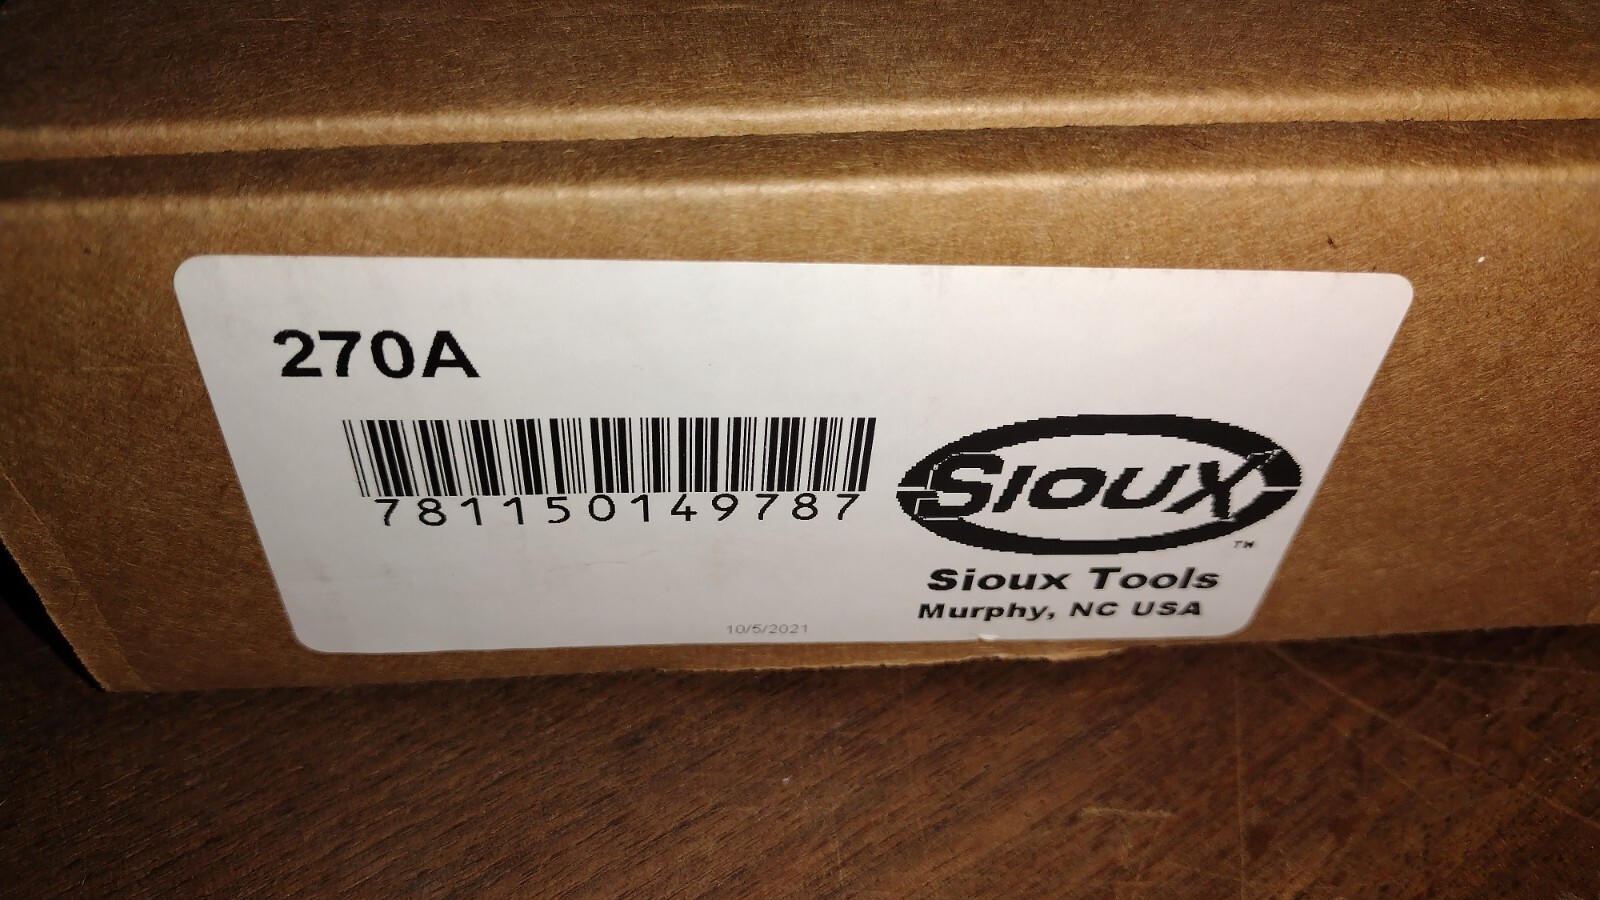 270A
781150149787
SIOUX
TM
Sioux Tools
Murphy, NC USA
10/5/2021